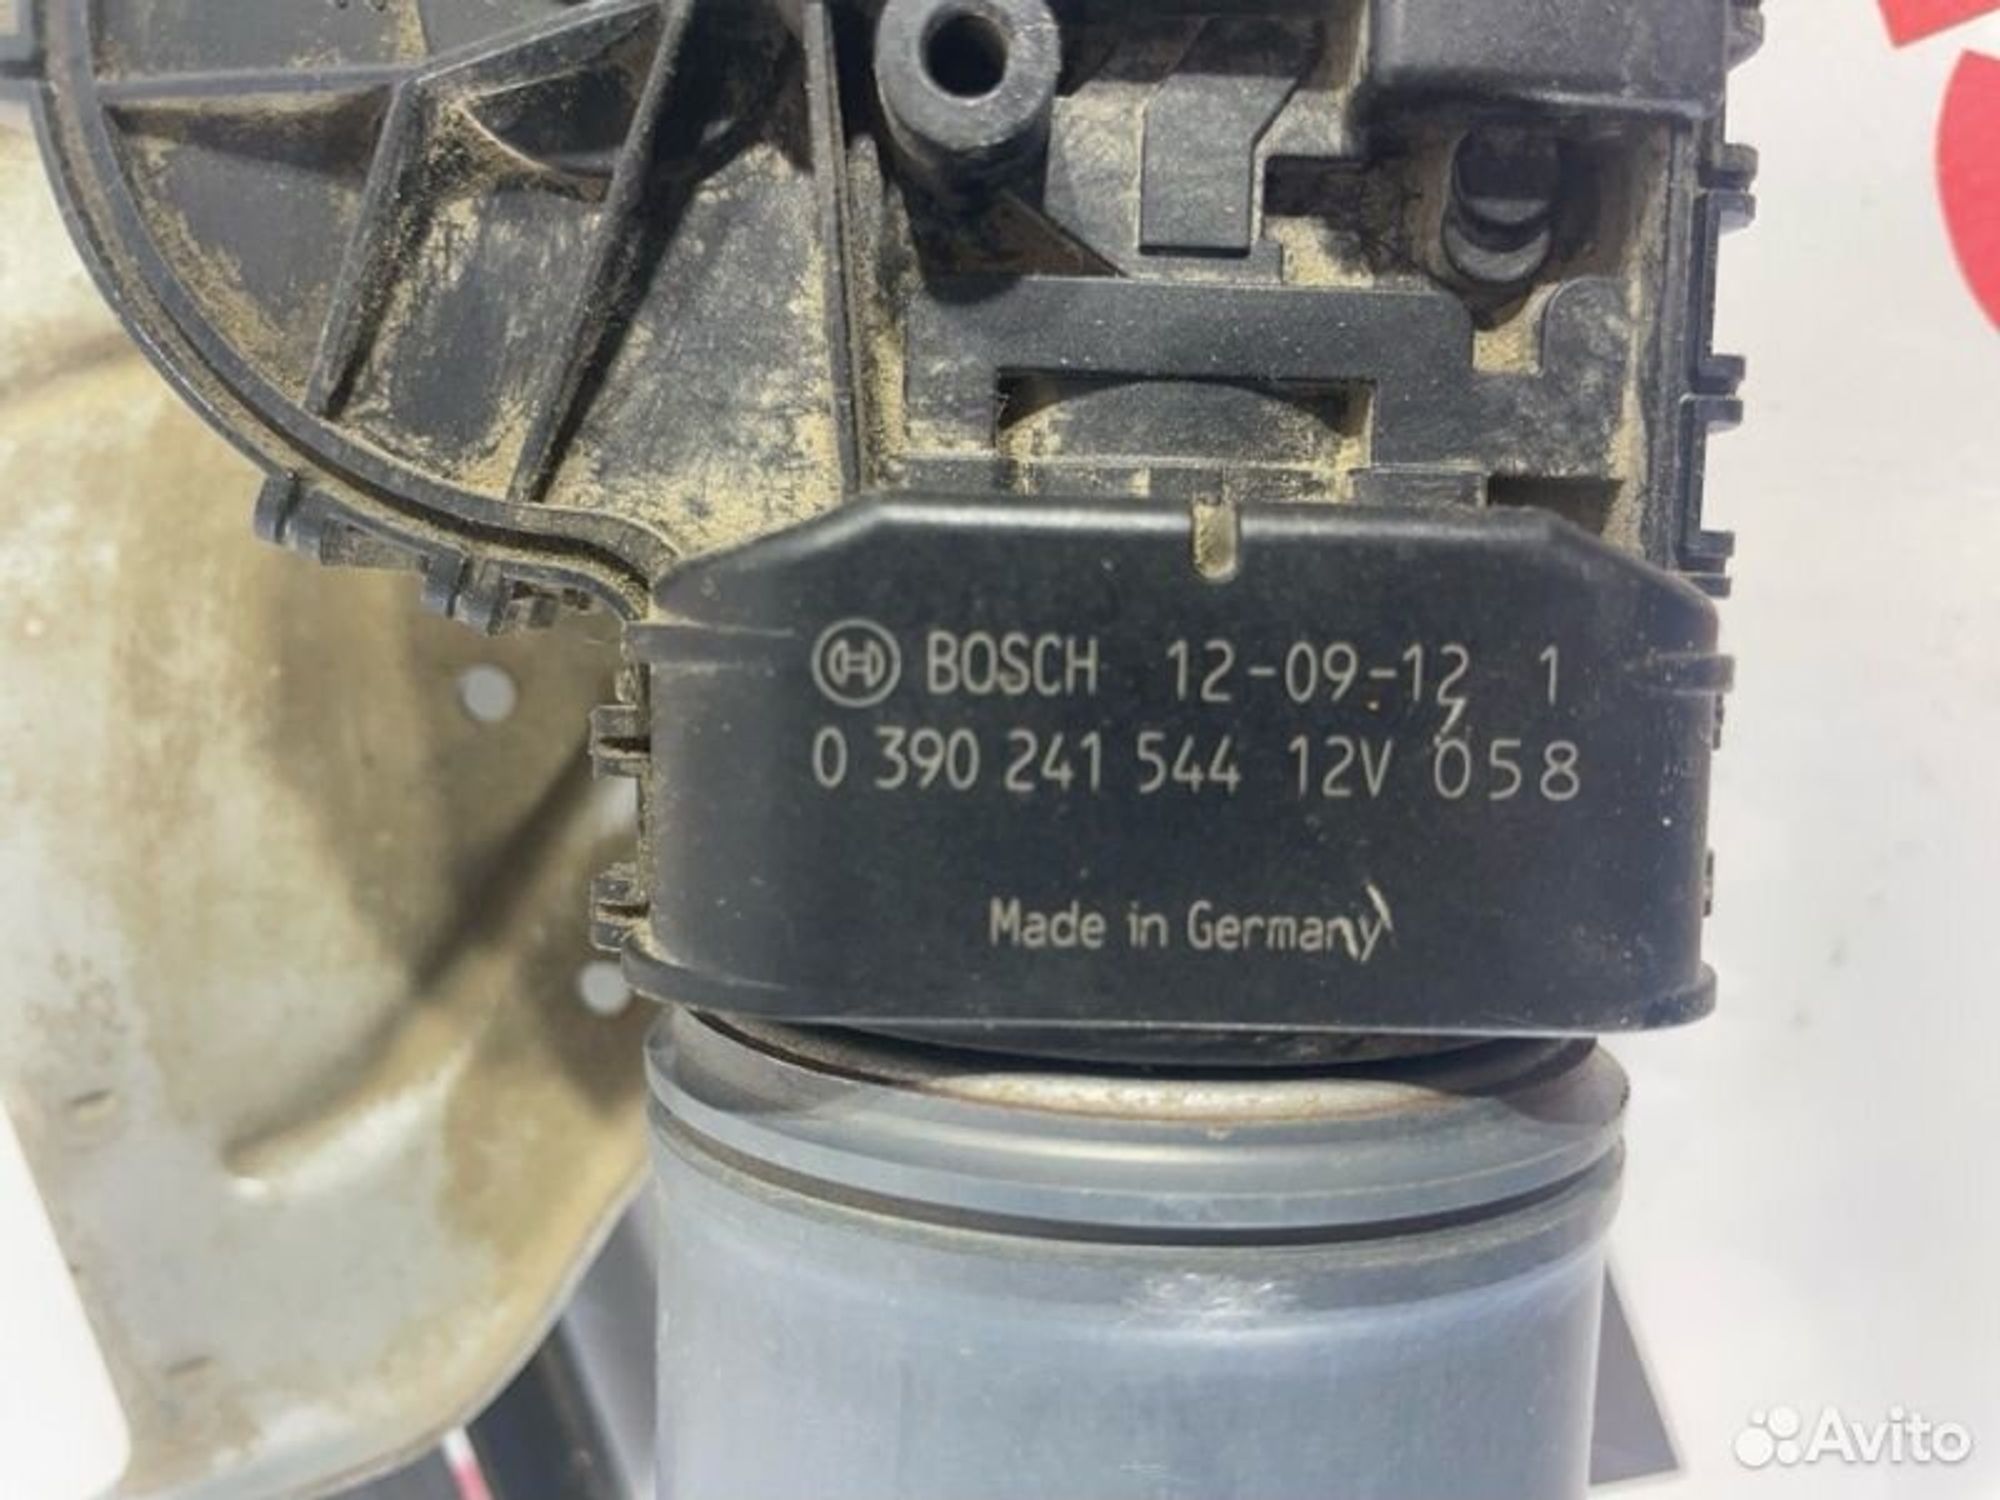 BOSCH 12-09-12 1
0 390 241 544 12V 058
Made in Germany
Avito